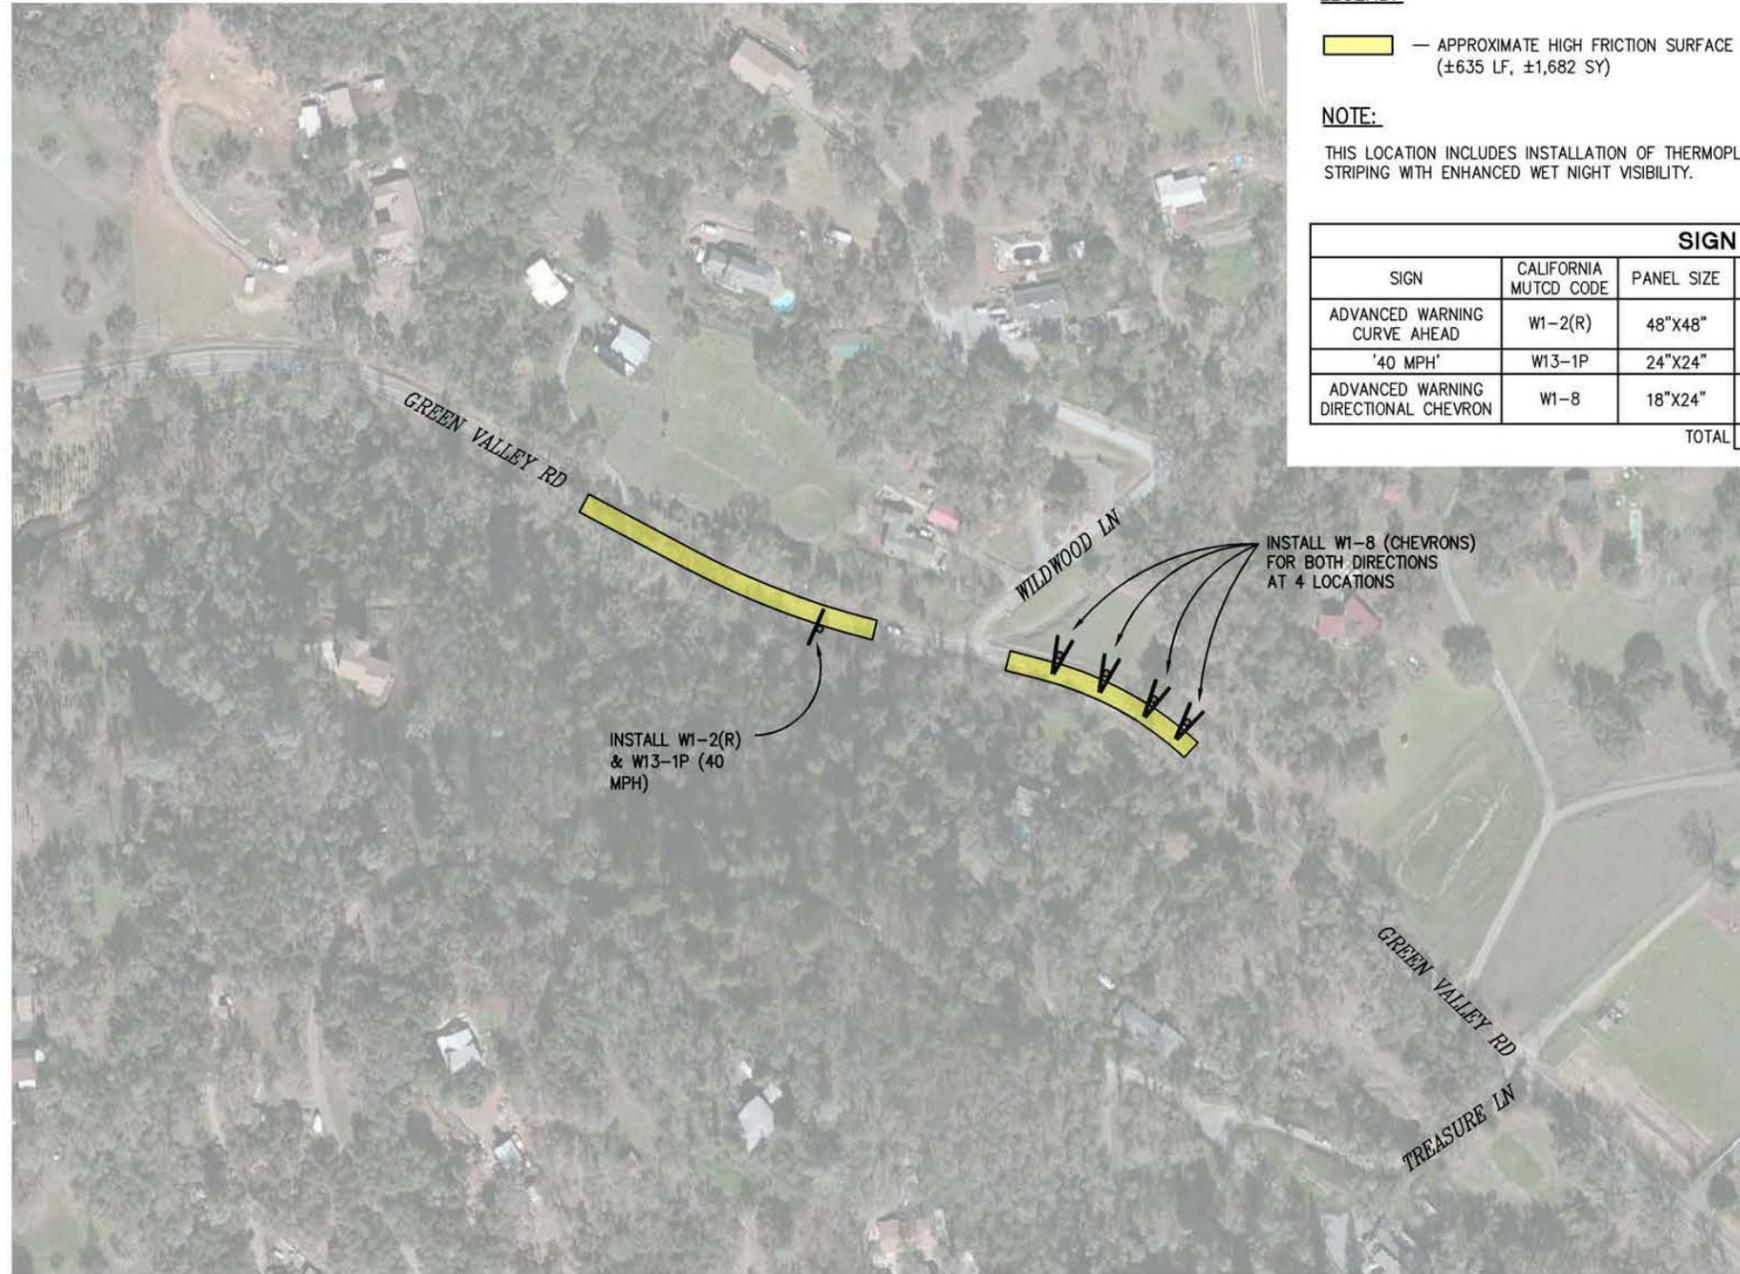 — APPROXIMATE HIGH FRICTION SURFACE
(±635 LF, ±1,682 SY)
NOTE:
THIS LOCATION INCLUDES INSTALLATION OF THERMOPL
STRIPING WITH ENHANCED WET NIGHT VISIBILITY.
SIGN
SIGN
CALIFORNIA
MUTCD CODE
PANEL SIZE
ADVANCED WARNING
CURVE AHEAD
W1-2(R)
48"X48"
'40 MPH'
W13-1P
24"X24"
ADVANCED WARNING
DIRECTIONAL CHEVRON
W1-8
18"X24"
TOTAL
GREEN VALLEY RD
WILDWOOD LN
INSTALL W1-8 (CHEVRONS)
FOR BOTH DIRECTIONS
AT 4 LOCATIONS
INSTALL W1-2(R)
& W13-1P (40
MPH)
GREEN VALLEY RD
TREASURE LN